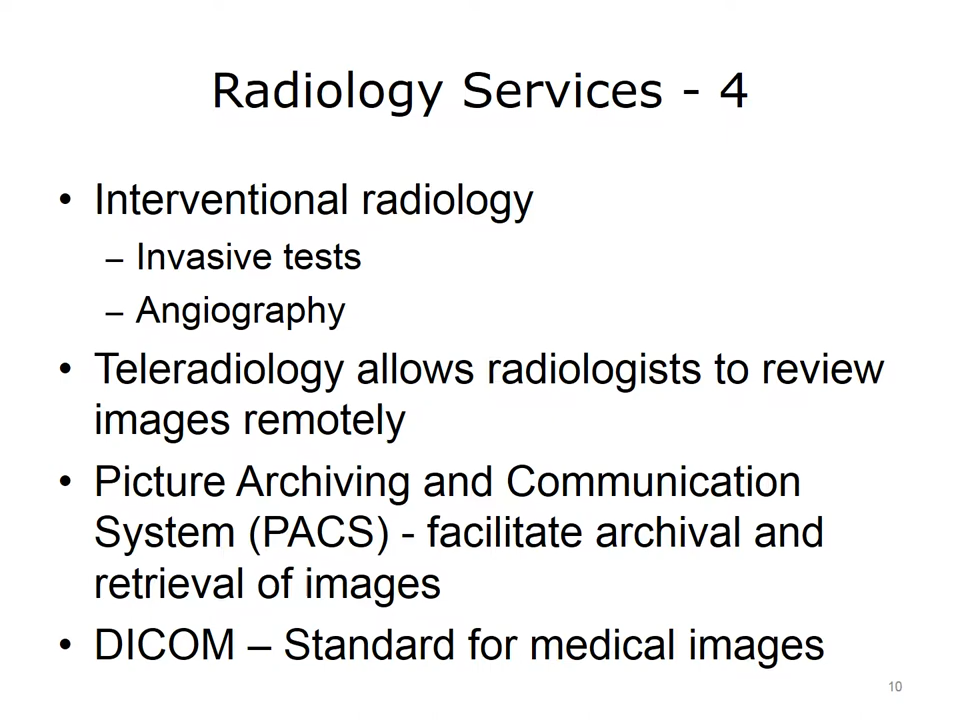 Radiology Services - 4
• Interventional radiology
– Invasive tests
– Angiography
• Teleradiology allows radiologists to review
images remotely
• Picture Archiving and Communication
System (PACS) - facilitate archival and
retrieval of images
• DICOM – Standard for medical images
10